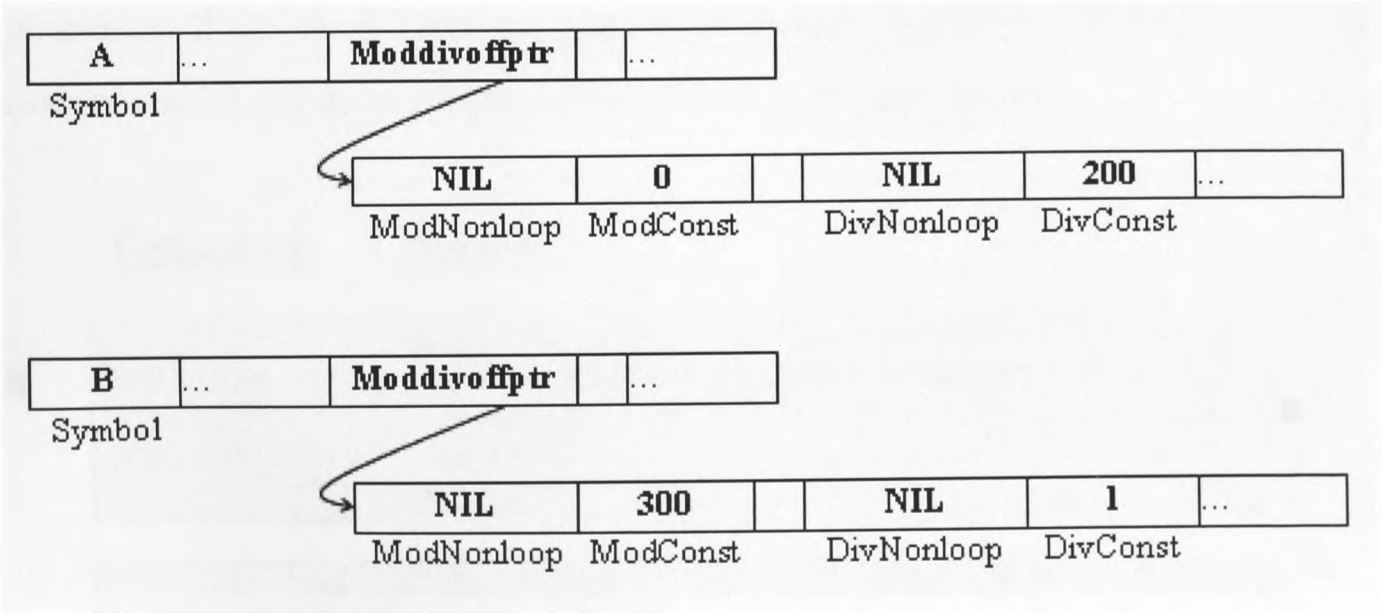 A ... Moddivoffptr ...
Symbol
NIL 0 NIL 200 ...
ModNonloop ModConst DivNonloop DivConst
B ... Moddivoffptr ...
Symbol
NIL 300 NIL 1 ...
ModNonloop ModConst DivNonloop DivConst